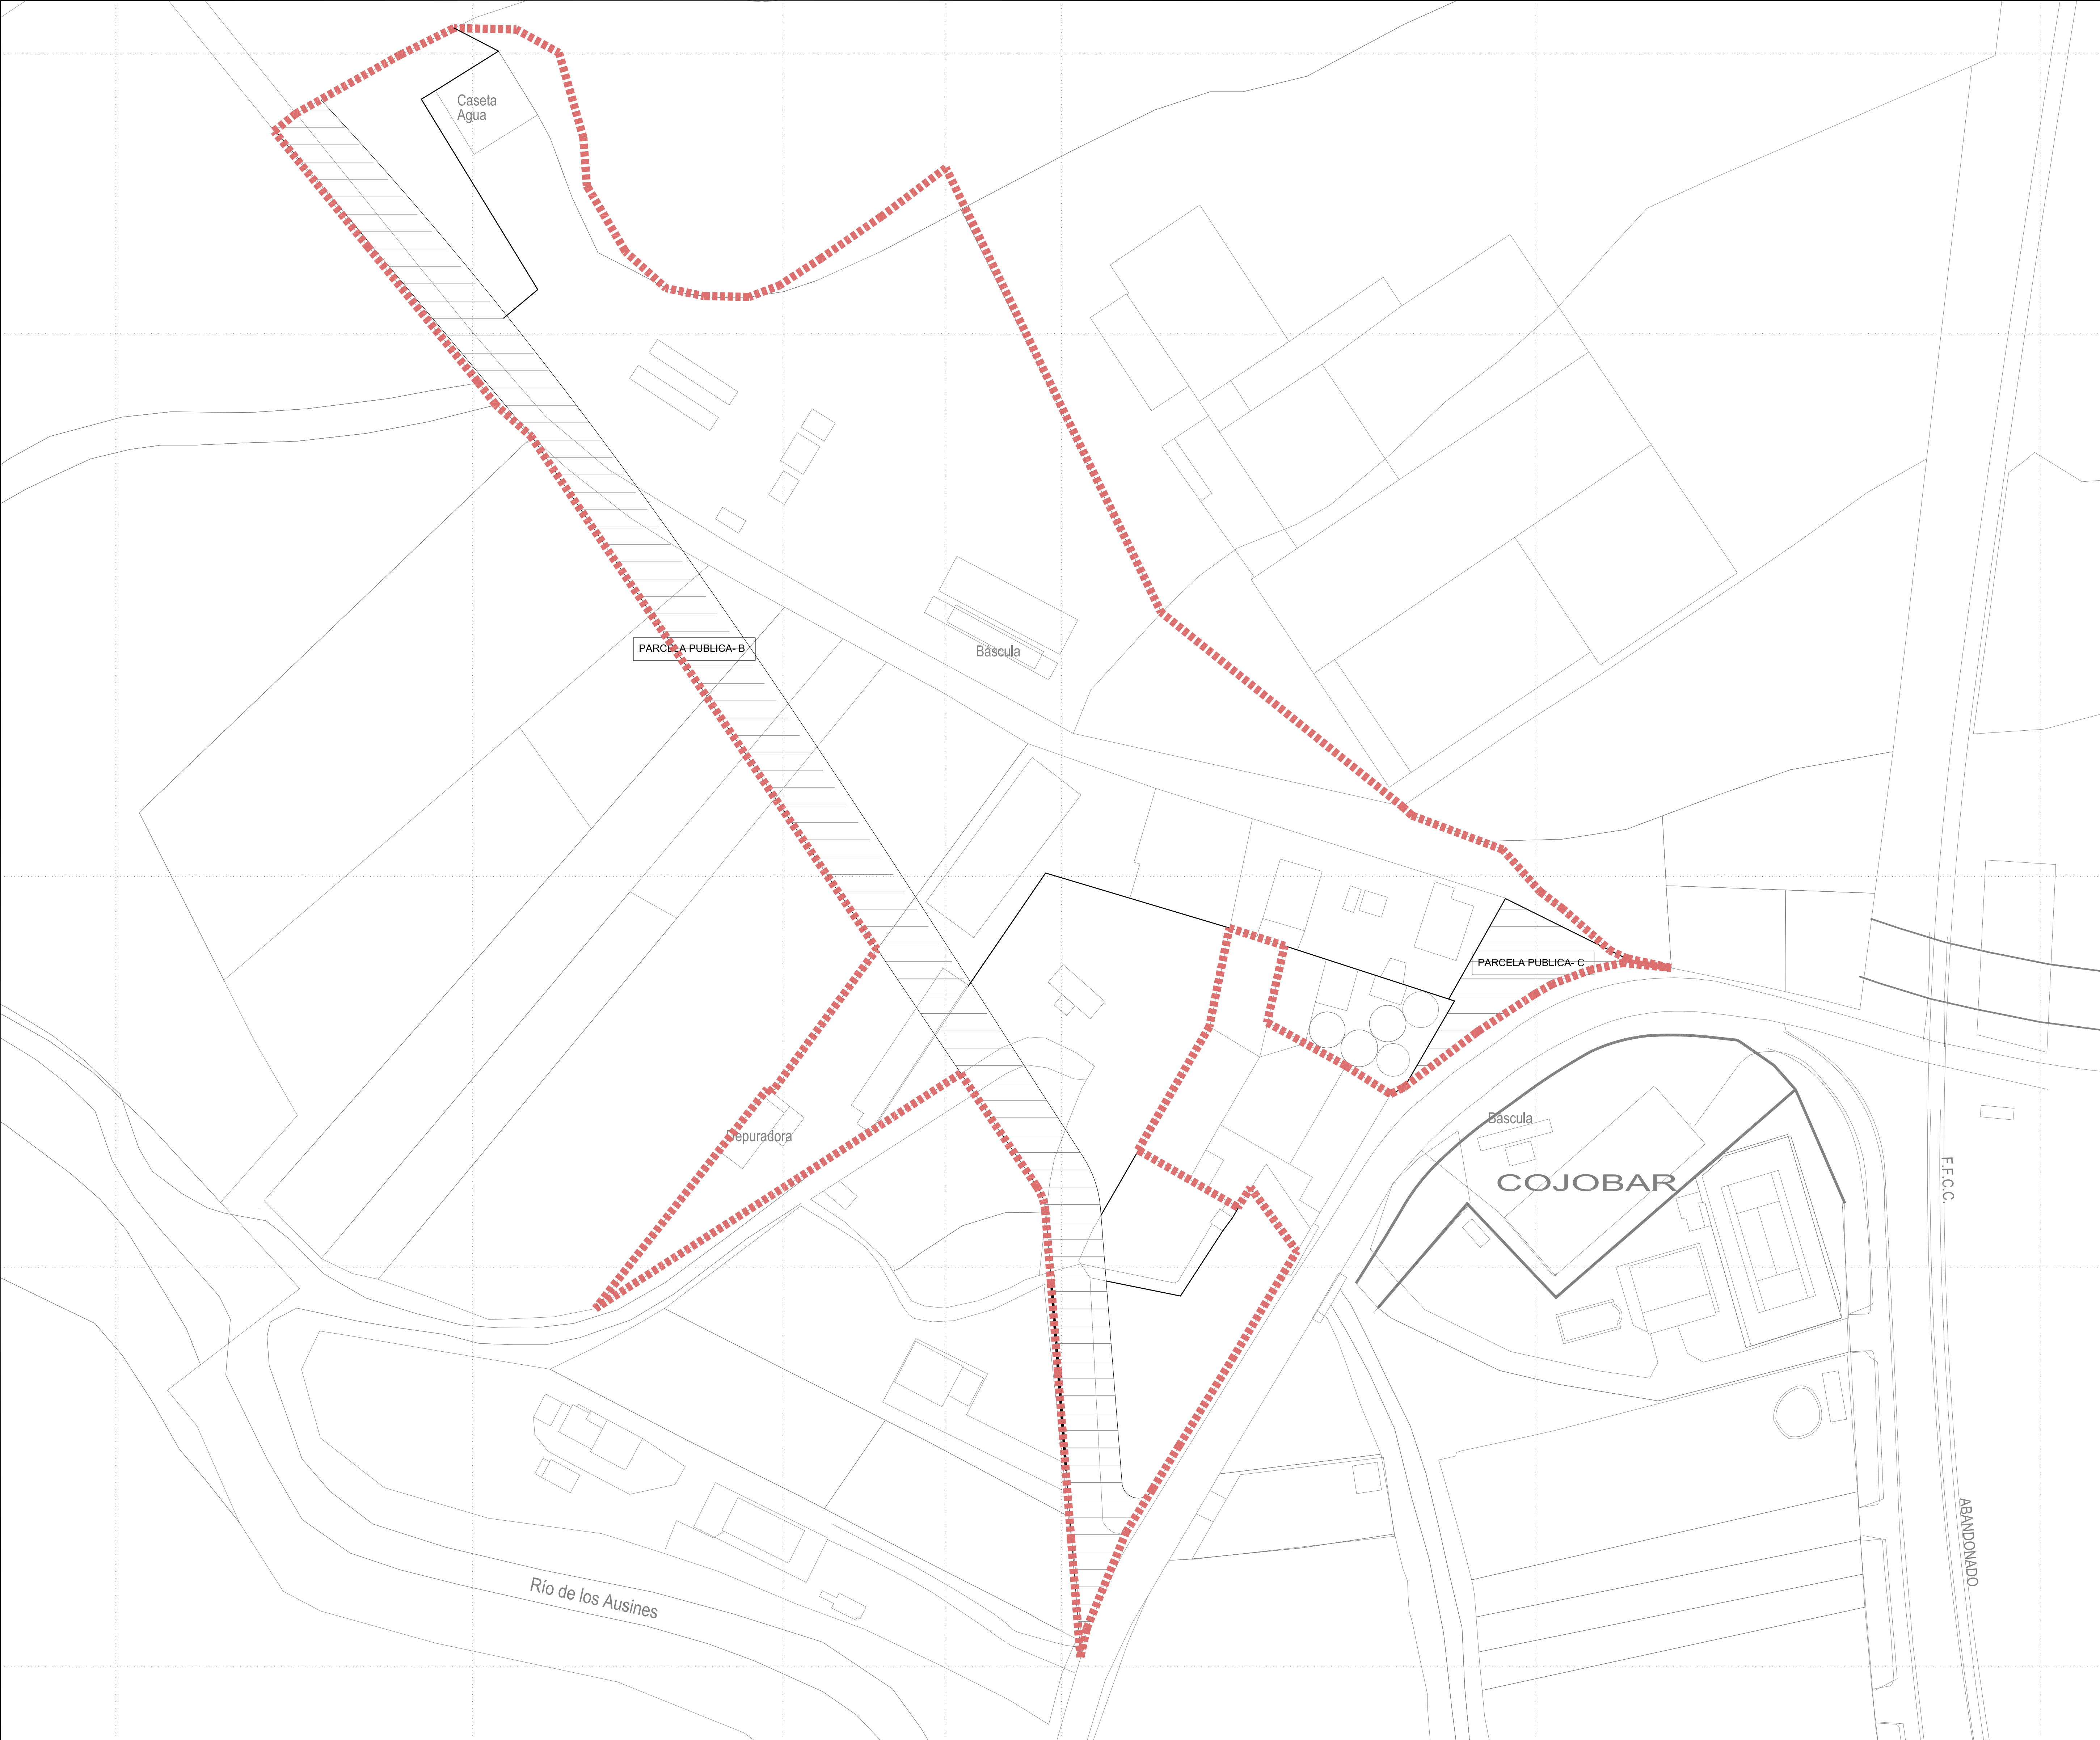 Caseta
Agua
PARCELA PUBLICA- B
Báscula
PARCELA PUBLICA- C
Báscula
Depuradora
COJOBAR
F.F.C.C.
ABANDONADO
Río de los Ausines